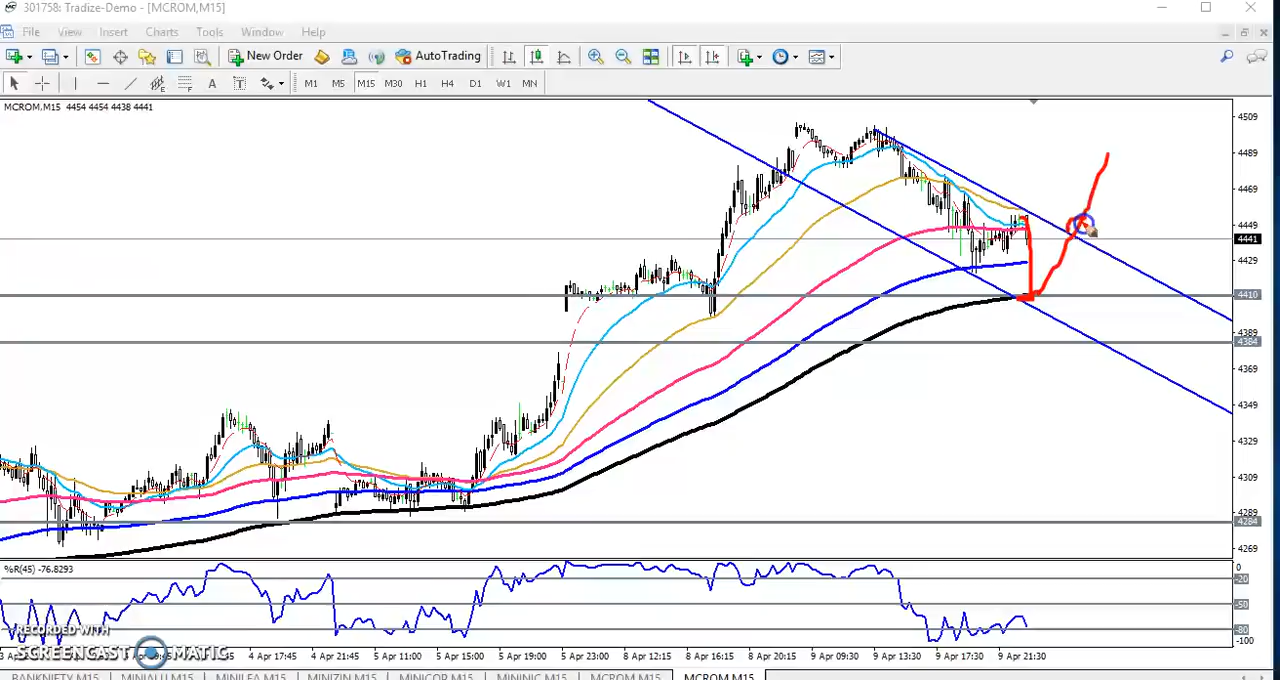 301758: Tradize-Demo - [MCROM,M15]
File View Insert Charts Tools Window Help
New Order AutoTrading
A T M1 M5 M15 M30 H1 H4 D1 W1 MN
MCROM,M15 4454 4454 4438 4441
4509
4489
4469
4449
4441
4429
4410
4389
4384
4369
4349
4329
4309
4289
4284
4269
%R(45) -76.8293
0
-20
-50
-80
-100
RECORDED WITH
SCREENCAST MATIC
4 Apr 17:45 4 Apr 21:45 5 Apr 11:00 5 Apr 15:00 5 Apr 19:00 5 Apr 23:00 8 Apr 12:15 8 Apr 16:15 8 Apr 20:15 9 Apr 09:30 9 Apr 13:30 9 Apr 17:30 9 Apr 21:30
BANKNIFTY,M15 MINIALU,M15 MINILEA,M15 MINIZIN,M15 MINICOP,M15 MININIC,M15 MCROM,M15 MCROM,M15